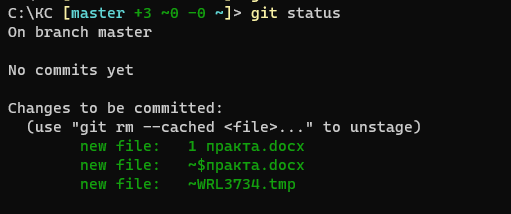 C:\KC [master +3 ~0 -0 ~]> git status
On branch master

No commits yet

Changes to be committed:
  (use "git rm --cached <file>..." to unstage)
        new file:   1 практа.docx
        new file:   ~$практа.docx
        new file:   ~WRL3734.tmp